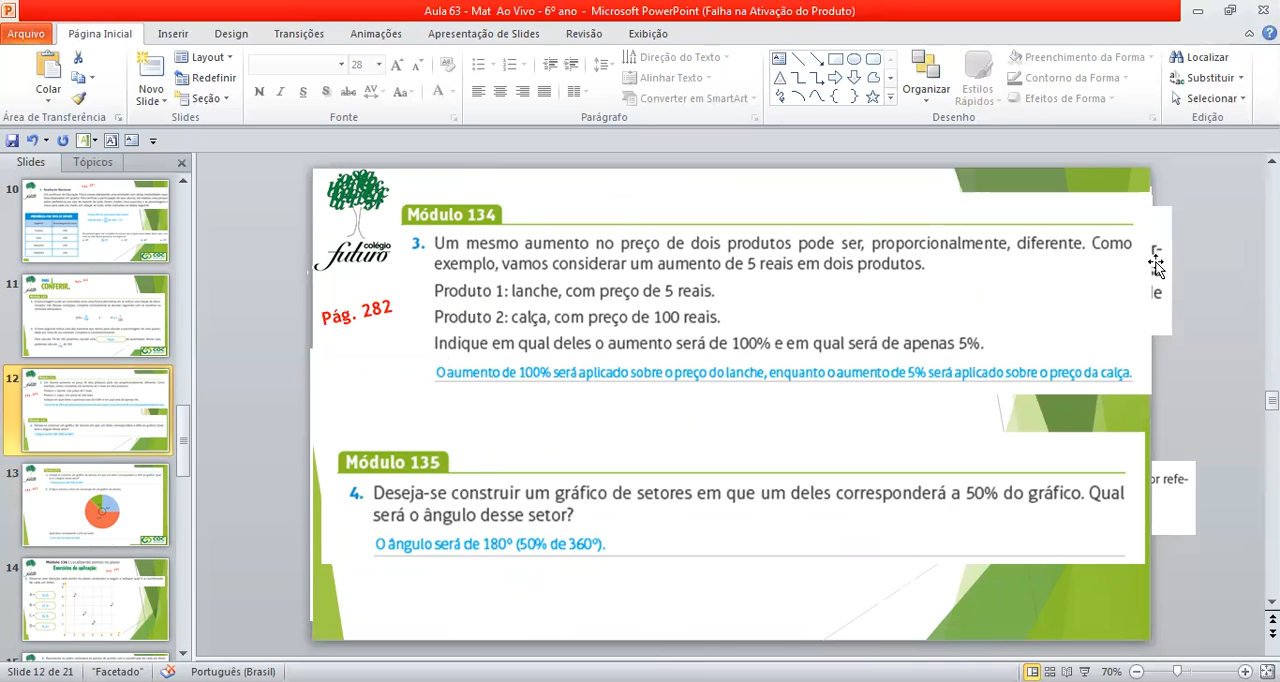 Aula 63 - Mat Ao Vivo - 6º ano - Microsoft PowerPoint (Falha na Ativação do Produto)
Arquivo Página Inicial Inserir Design Transições Animações Apresentação de Slides Revisão Exibição
Colar
Novo Slide
Layout
Redefinir
Seção
28
Direção do Texto
Alinhar Texto
Converter em SmartArt
Organizar
Estilos Rápidos
Preenchimento da Forma
Contorno da Forma
Efeitos de Forma
Localizar
Substituir
Selecionar
Área de Transferência Slides Fonte Parágrafo Desenho Edição
Slides Tópicos
10
11
12
13
14
colégio
futuro
Pág. 282
Módulo 134
3. Um mesmo aumento no preço de dois produtos pode ser, proporcionalmente, diferente. Como
exemplo, vamos considerar um aumento de 5 reais em dois produtos.
Produto 1: lanche, com preço de 5 reais.
Produto 2: calça, com preço de 100 reais.
Indique em qual deles o aumento será de 100% e em qual será de apenas 5%.
O aumento de 100% será aplicado sobre o preço do lanche, enquanto o aumento de 5% será aplicado sobre o preço da calça.
Módulo 135
4. Deseja-se construir um gráfico de setores em que um deles corresponderá a 50% do gráfico. Qual
será o ângulo desse setor?
O ângulo será de 180º (50% de 360º).
or refe-
Slide 12 de 21 "Facetado" Português (Brasil) 70%